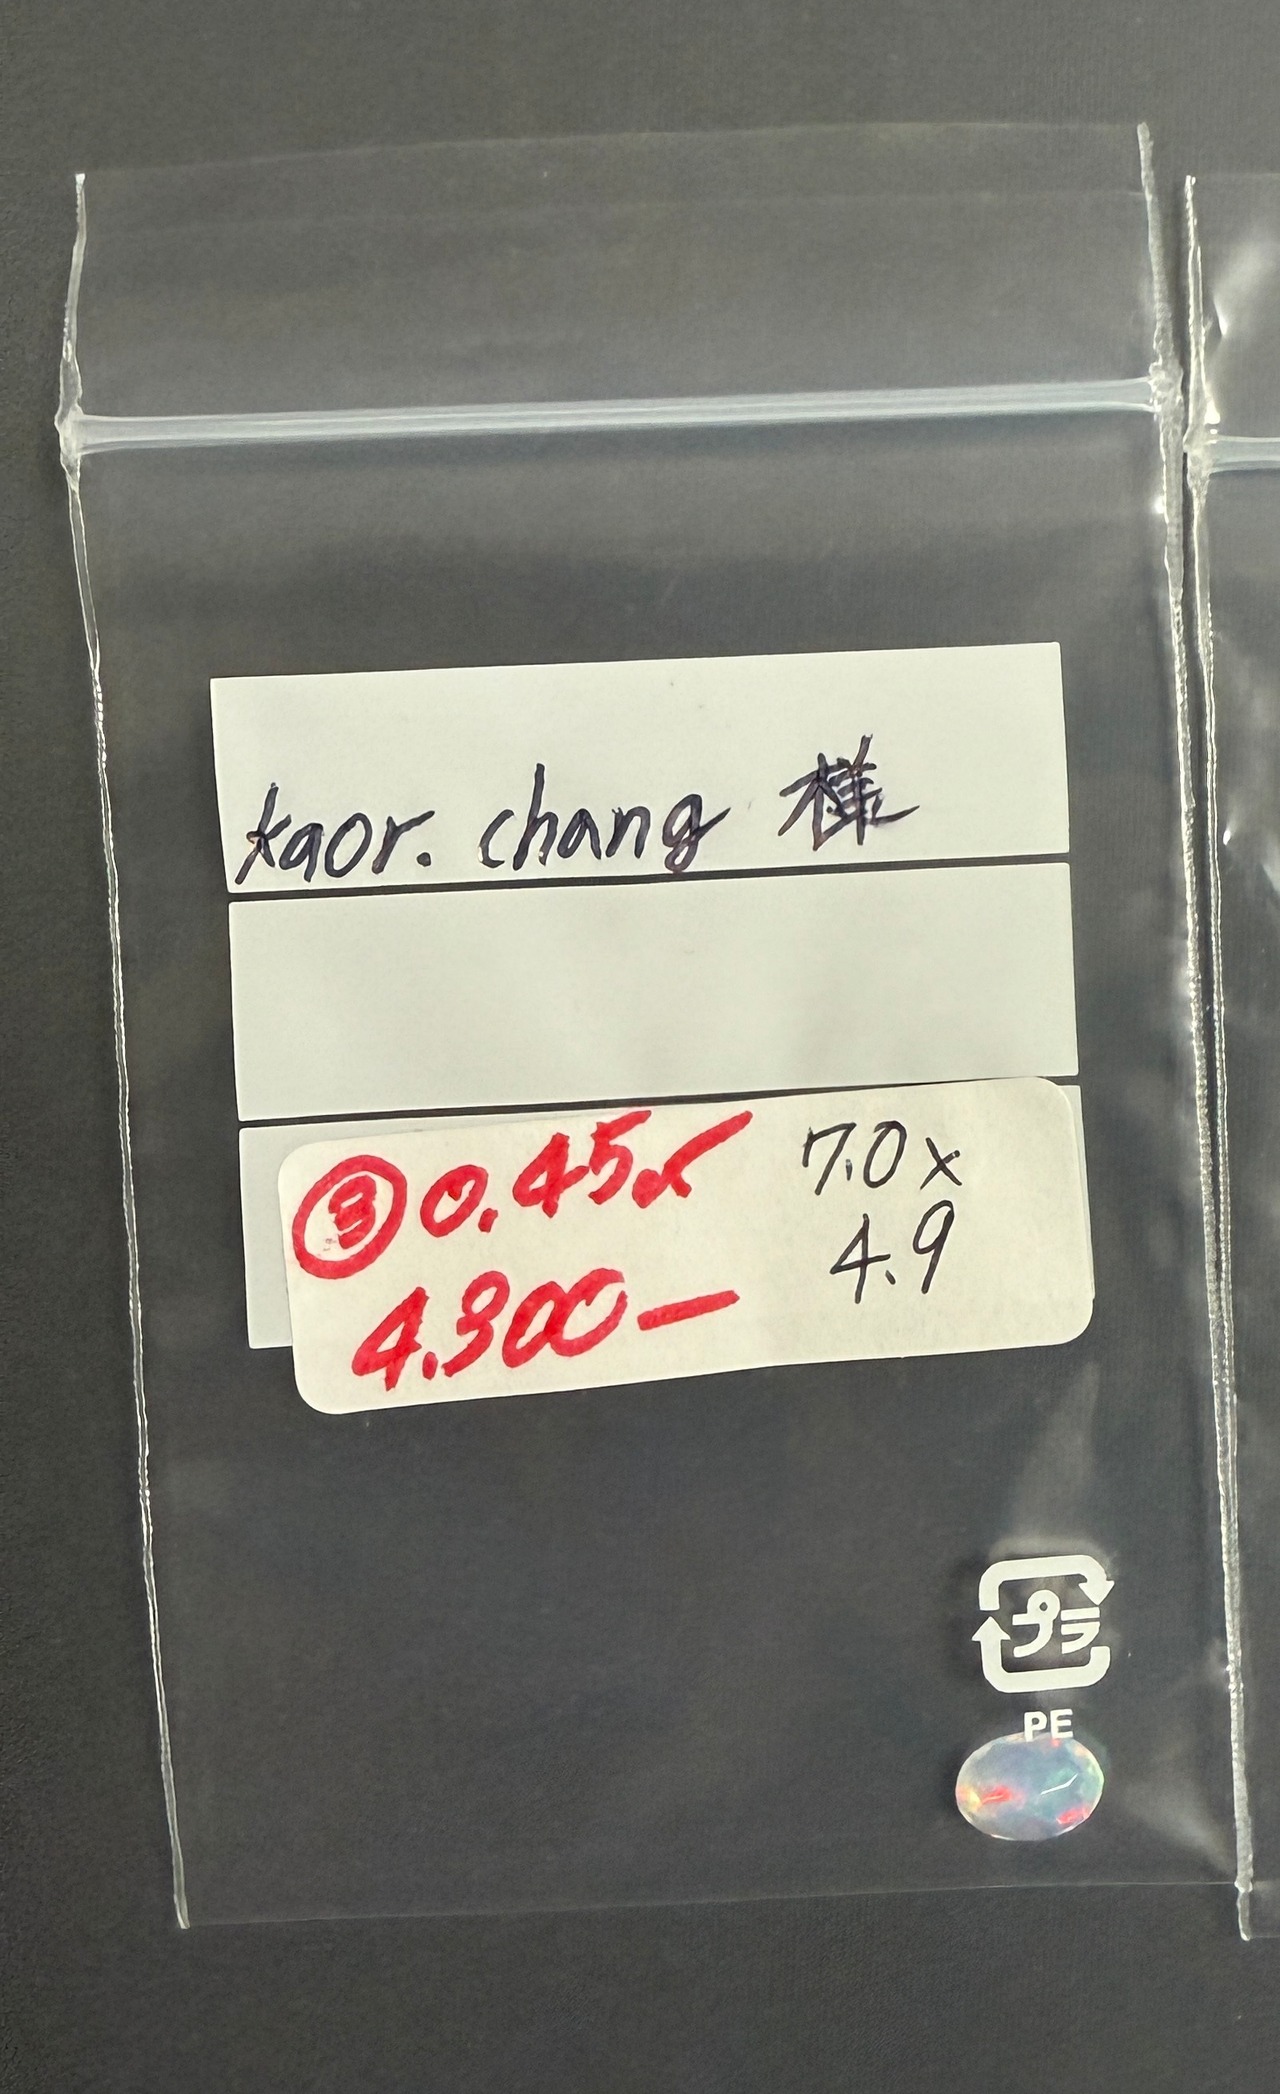 kaor. chang 様
③ 0.45ct
4.300—
7.0×
4.9
プラ
PE